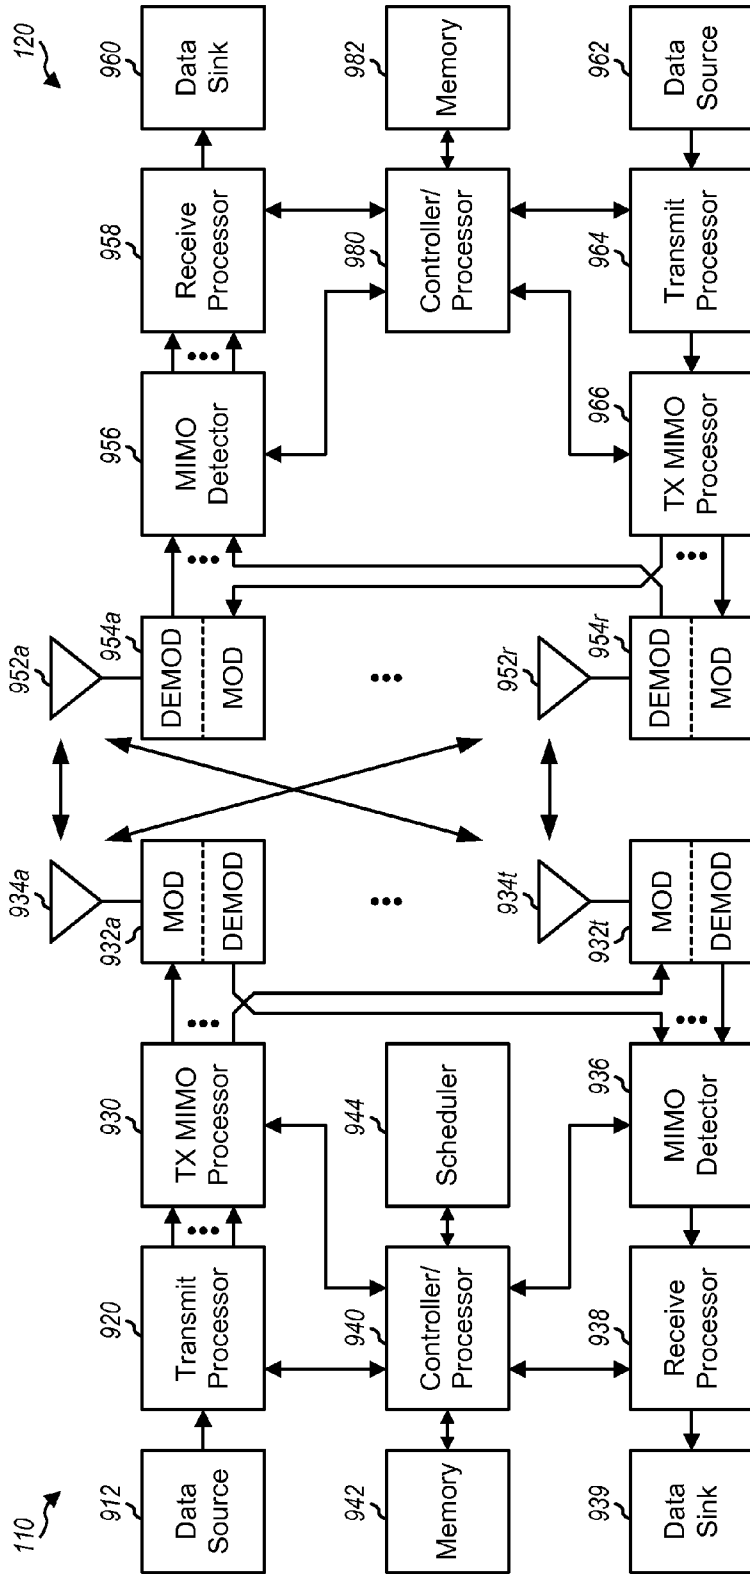 110
912
Data
Source
920
Transmit
Processor
930
TX MIMO
Processor
932a
MOD
DEMOD
934a
952a
954a
DEMOD
MOD
956
MIMO
Detector
958
Receive
Processor
960
Data
Sink
120
942
Memory
940
Controller/
Processor
944
Scheduler
980
Controller/
Processor
982
Memory
939
Data
Sink
938
Receive
Processor
936
MIMO
Detector
932t
MOD
DEMOD
934t
952r
954r
DEMOD
MOD
966
TX MIMO
Processor
964
Transmit
Processor
962
Data
Source